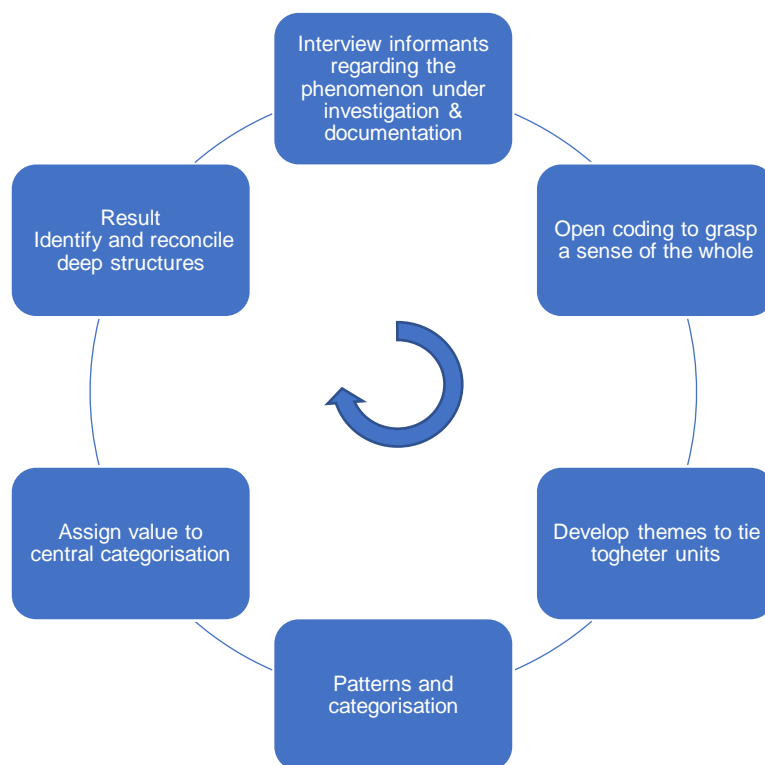 Interview informants
regarding the
phenomenon under
investigation &
documentation
Open coding to grasp
a sense of the whole
Develop themes to tie
togheter units
Patterns and
categorisation
Assign value to
central categorisation
Result
Identify and reconcile
deep structures